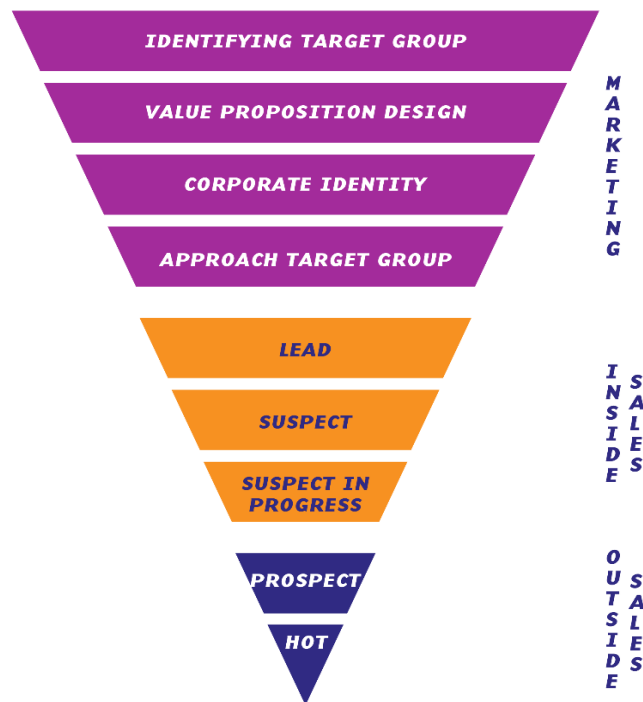 IDENTIFYING TARGET GROUP
VALUE PROPOSITION DESIGN
CORPORATE IDENTITY
APPROACH TARGET GROUP
MARKETING
LEAD
SUSPECT
SUSPECT IN
PROGRESS
INSIDE
SALES
PROSPECT
HOT
OUTSIDE
SALES